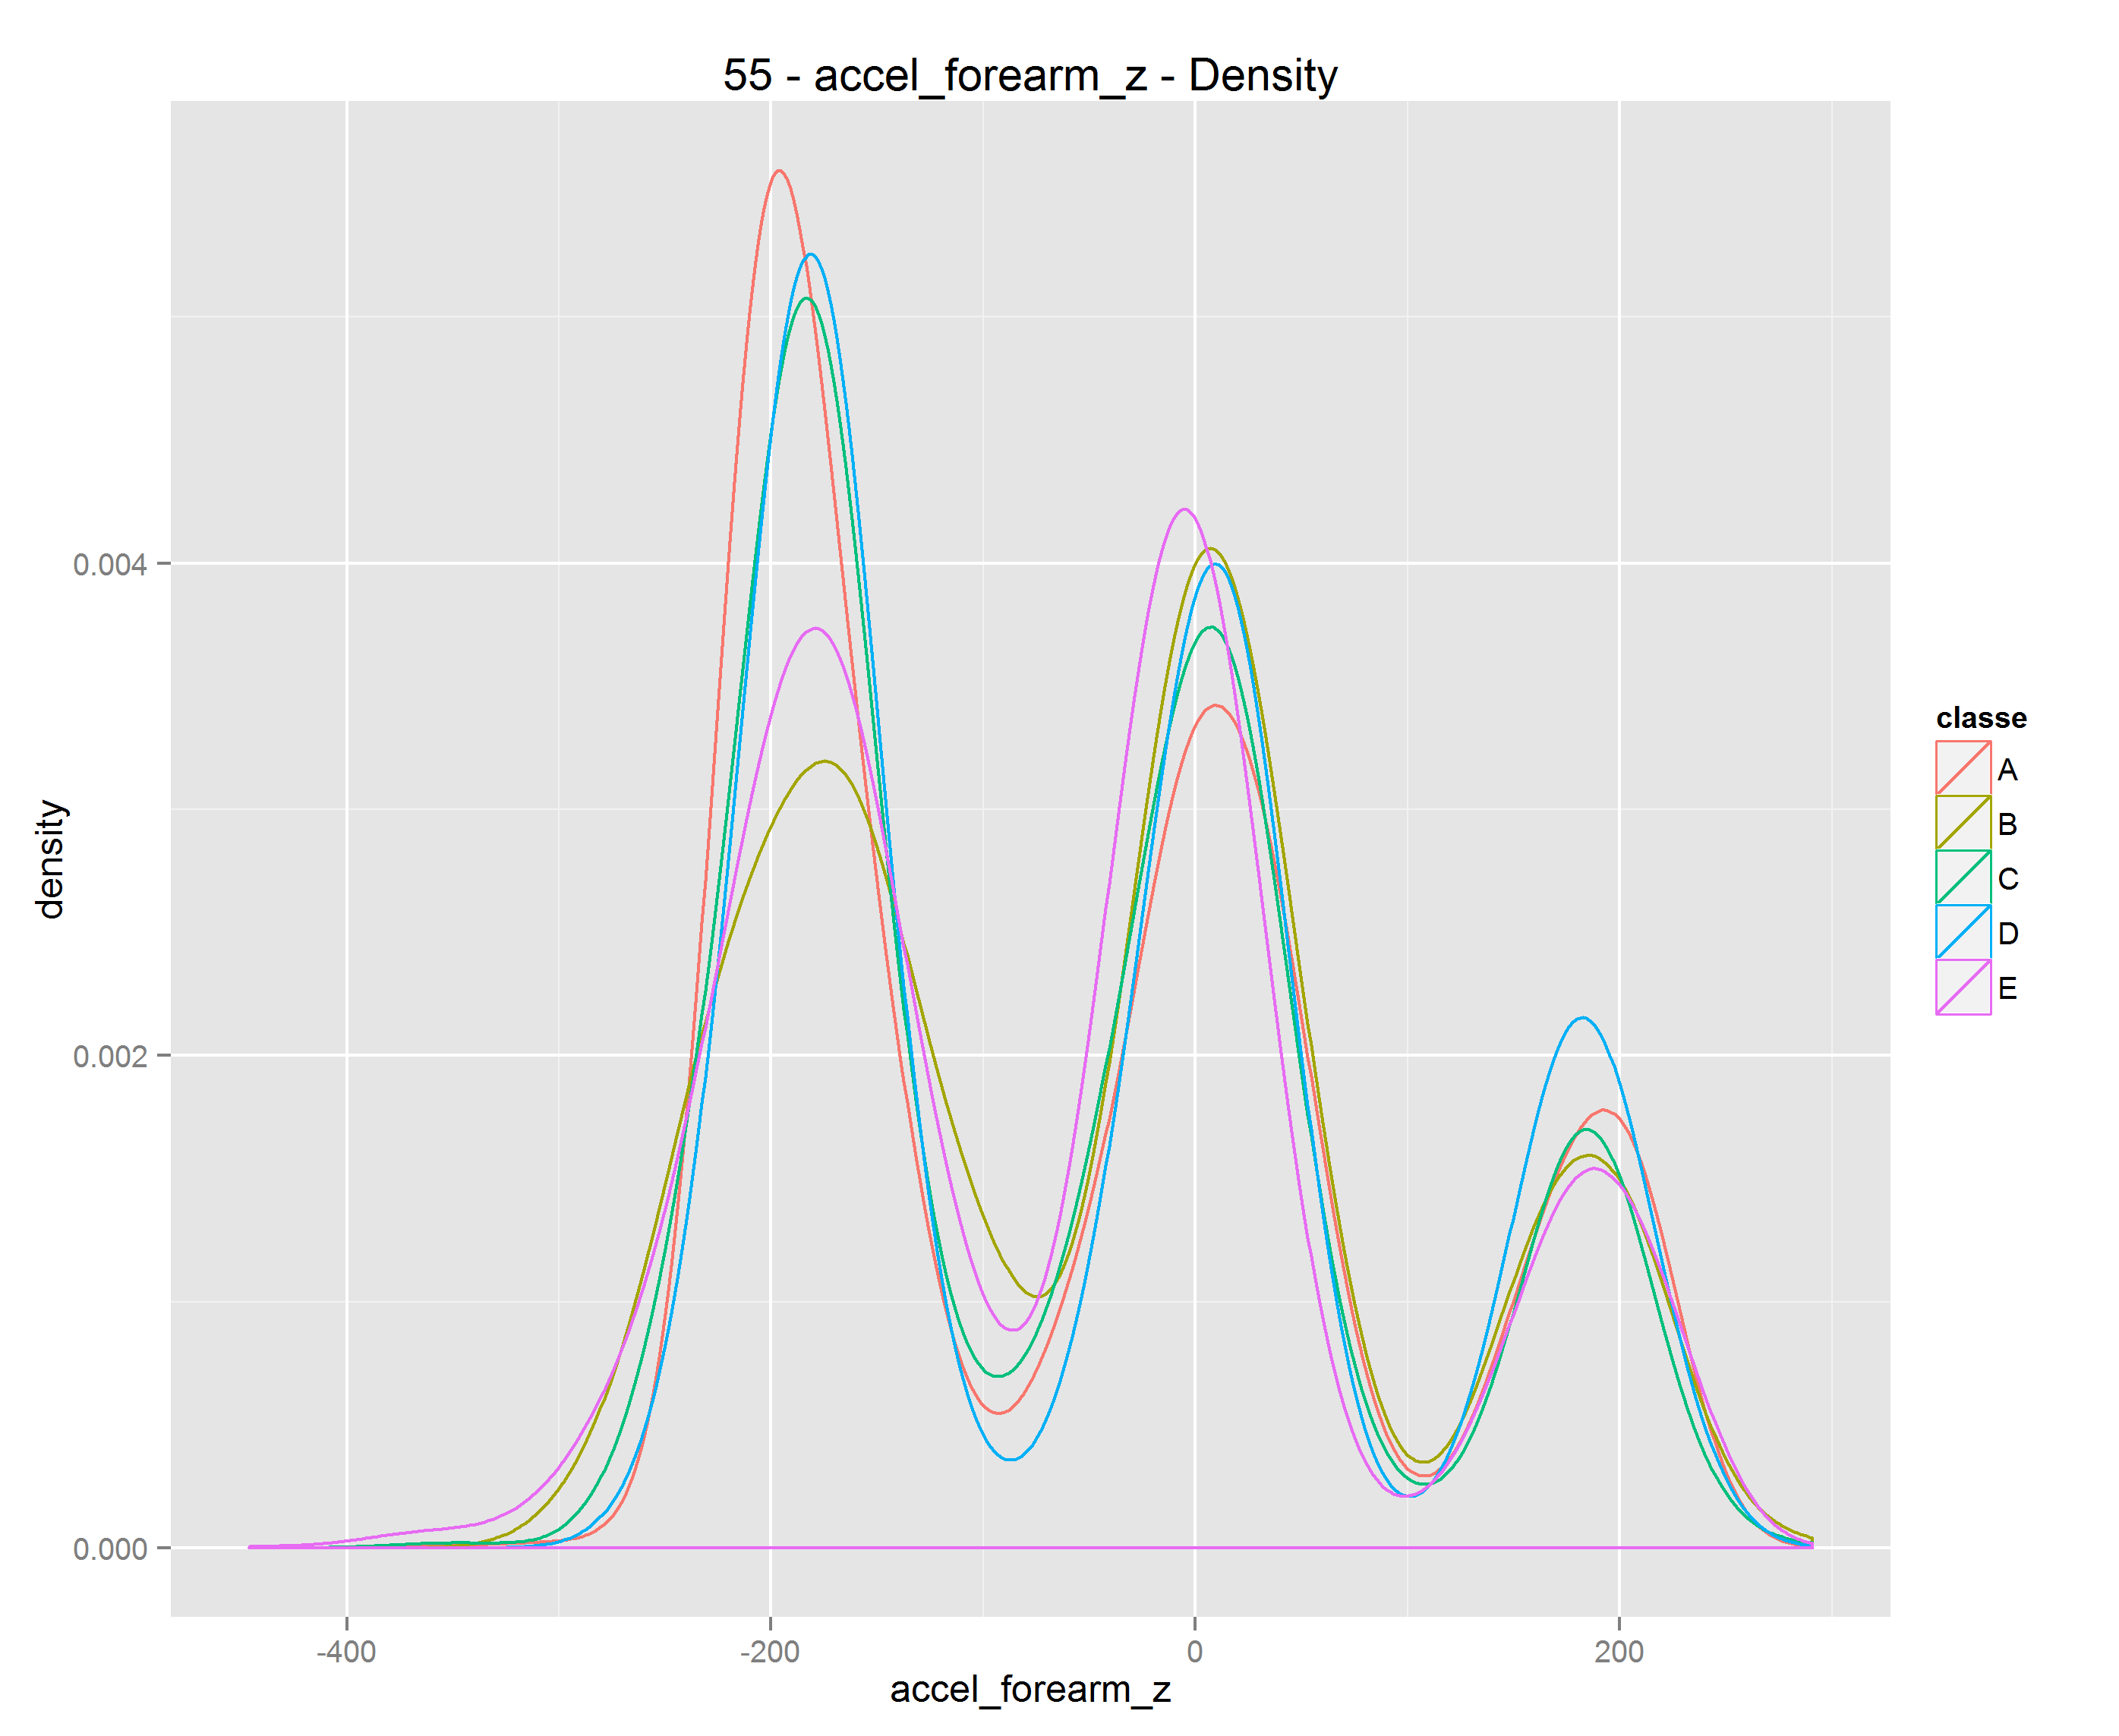 55 - accel_forearm_z - Density
density
0.004
0.002
0.000
-400
-200
0
200
accel_forearm_z
classe
A
B
C
D
E